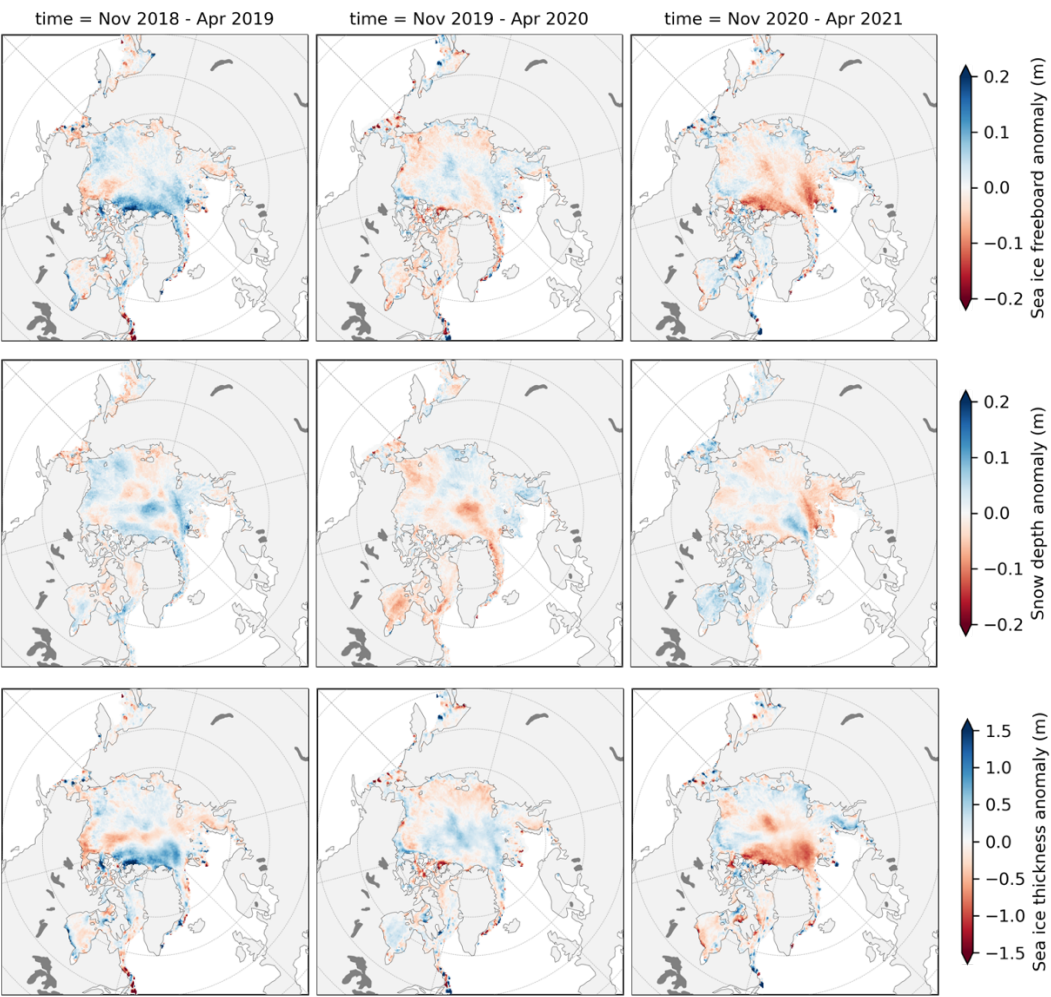 time = Nov 2018 - Apr 2019
time = Nov 2019 - Apr 2020
time = Nov 2020 - Apr 2021
0.2
0.1
0.0
−0.1
−0.2
Sea ice freeboard anomaly (m)
0.2
0.1
0.0
−0.1
−0.2
Snow depth anomaly (m)
1.5
1.0
0.5
0.0
−0.5
−1.0
−1.5
Sea ice thickness anomaly (m)